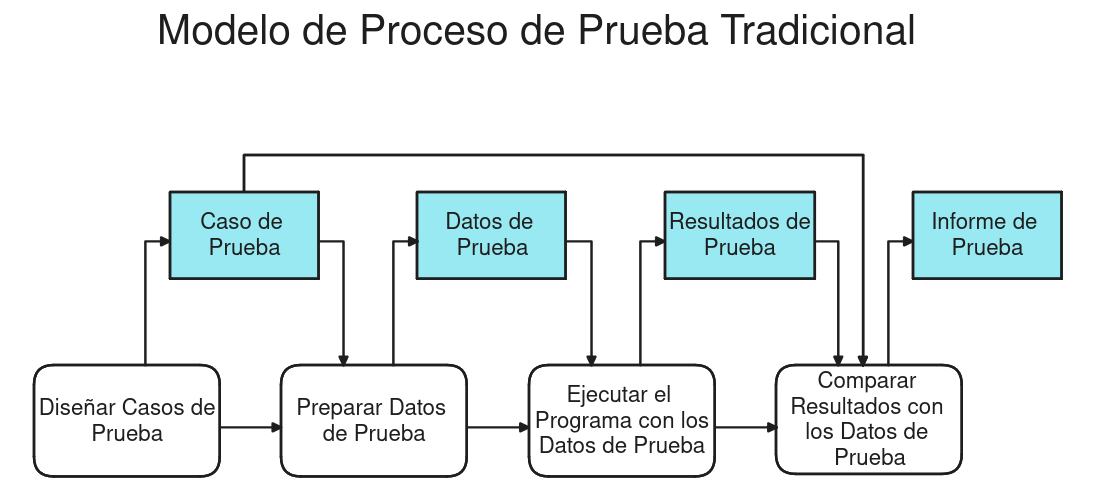 Modelo de Proceso de Prueba Tradicional
Caso de
Prueba
Datos de
Prueba
Resultados de
Prueba
Informe de
Prueba
Diseñar Casos de
Prueba
Preparar Datos
de Prueba
Ejecutar el
Programa con los
Datos de Prueba
Comparar
Resultados con
los Datos de
Prueba